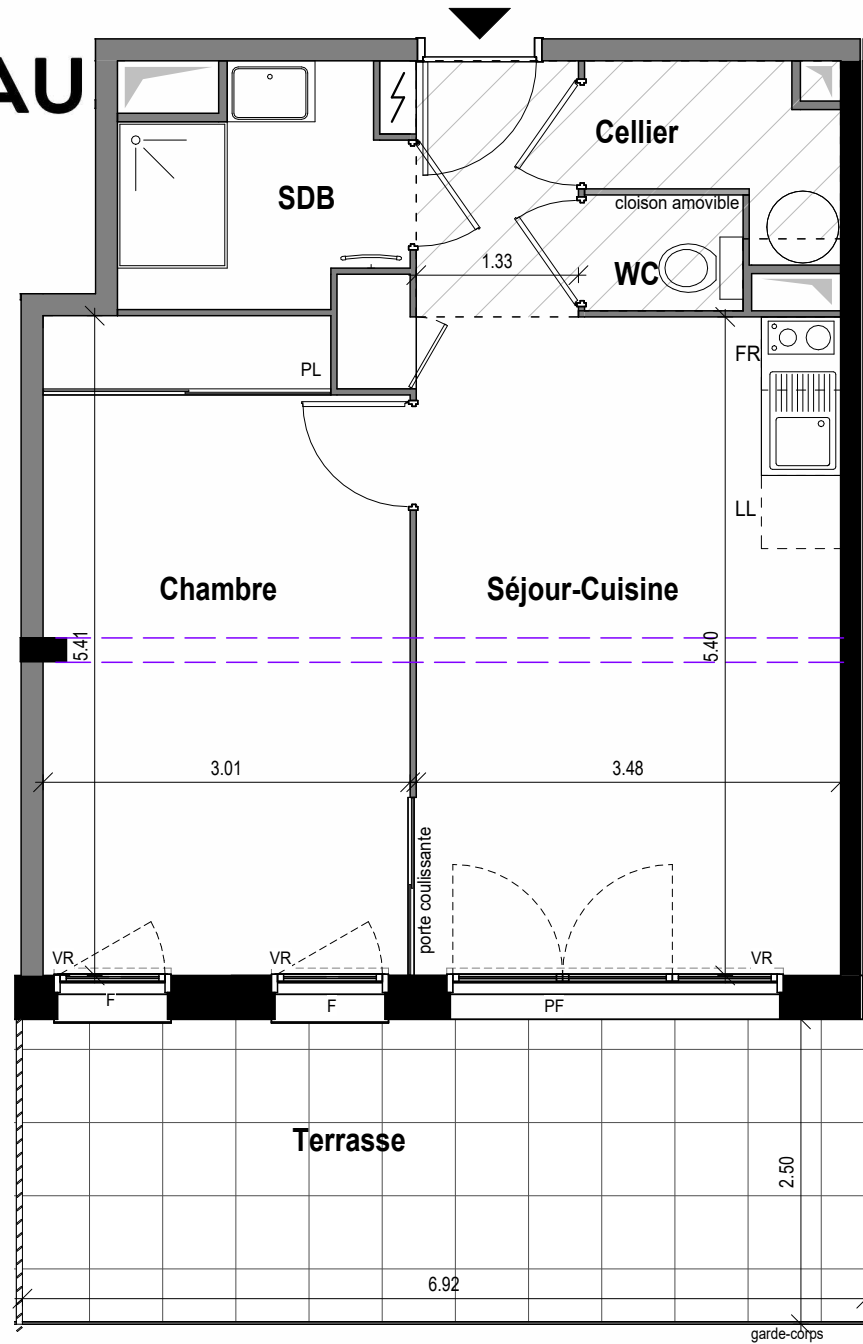 AU
Cellier
SDB
cloison amovible
1.33
WC
PL
FR
LL
Chambre
Séjour-Cuisine
5.41
5.40
3.01
3.48
porte coulissante
VR
VR
VR
F
F
PF
Terrasse
2.50
6.92
garde-corps